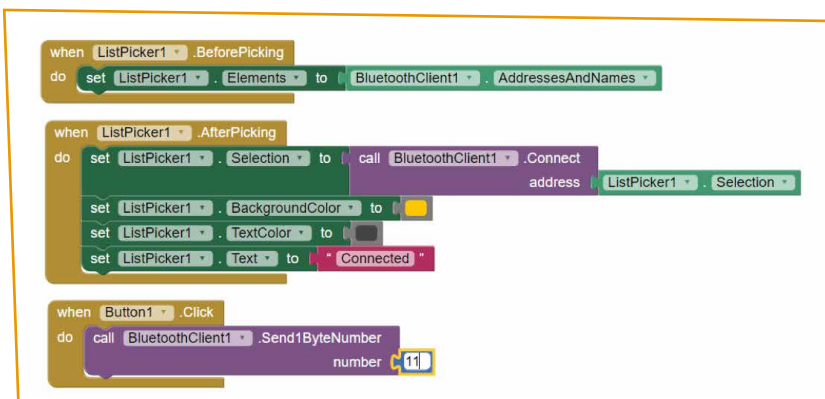 when ListPicker1 .BeforePicking
do set ListPicker1 . Elements to BluetoothClient1 . AddressesAndNames
when ListPicker1 .AfterPicking
do set ListPicker1 . Selection to call BluetoothClient1 .Connect
address ListPicker1 . Selection
set ListPicker1 . BackgroundColor to
set ListPicker1 . TextColor to
set ListPicker1 . Text to " Connected "
when Button1 .Click
do call BluetoothClient1 .Send1ByteNumber
number 11